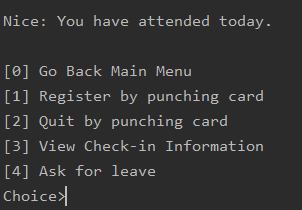 Nice: You have attended today.
[0] Go Back Main Menu
[1] Register by punching card
[2] Quit by punching card
[3] View Check-in Information
[4] Ask for leave
Choice>